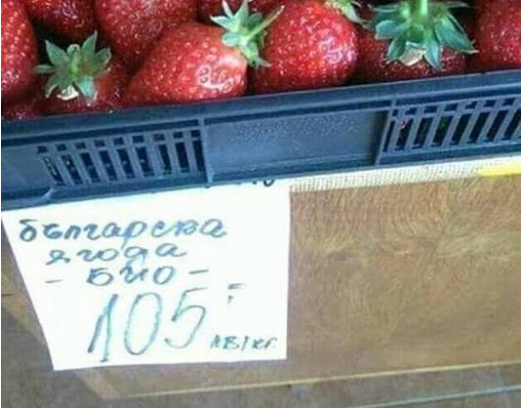 българска
ягода
- БИО -
105.-
лв/кг.